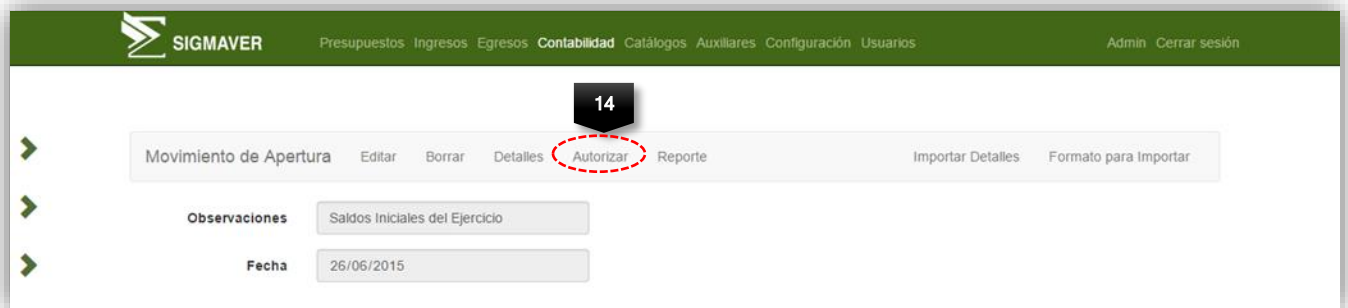 SIGMAVER Presupuestos Ingresos Egresos Contabilidad Catálogos Auxiliares Configuración Usuarios Admin Cerrar sesión
14
Movimiento de Apertura Editar Borrar Detalles Autorizar Reporte Importar Detalles Formato para Importar
Observaciones Saldos Iniciales del Ejercicio
Fecha 26/06/2015